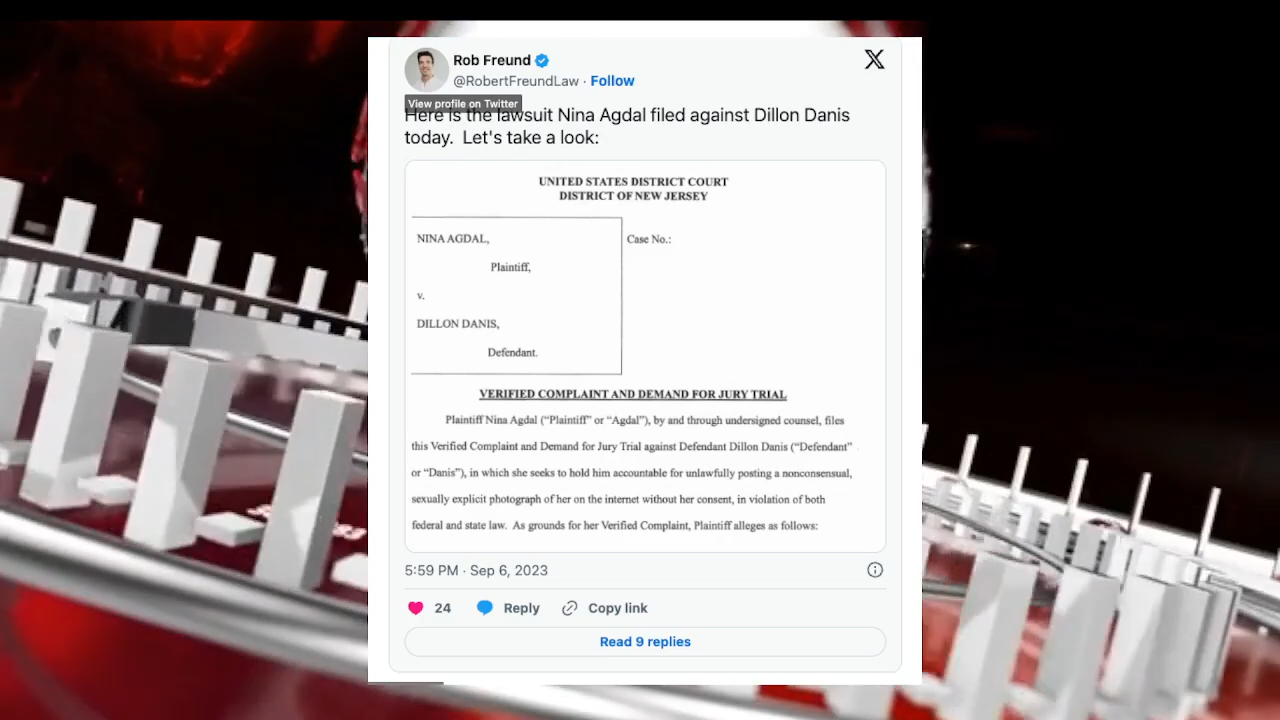 Rob Freund
@RobertFreundLaw · Follow
View profile on Twitter
Here is the lawsuit Nina Agdal filed against Dillon Danis
today. Let's take a look:
UNITED STATES DISTRICT COURT
DISTRICT OF NEW JERSEY
NINA AGDAL,
Case No.:
Plaintiff,
v.
DILLON DANIS,
Defendant.
VERIFIED COMPLAINT AND DEMAND FOR JURY TRIAL
Plaintiff Nina Agdal (“Plaintiff” or “Agdal”), by and through undersigned counsel, files
this Verified Complaint and Demand for Jury Trial against Defendant Dillon Danis (“Defendant”
or “Danis”), in which she seeks to hold him accountable for unlawfully posting a nonconsensual,
sexually explicit photograph of her on the internet without her consent, in violation of both
federal and state law. As grounds for her Verified Complaint, Plaintiff alleges as follows:
5:59 PM · Sep 6, 2023
24 Reply Copy link
Read 9 replies